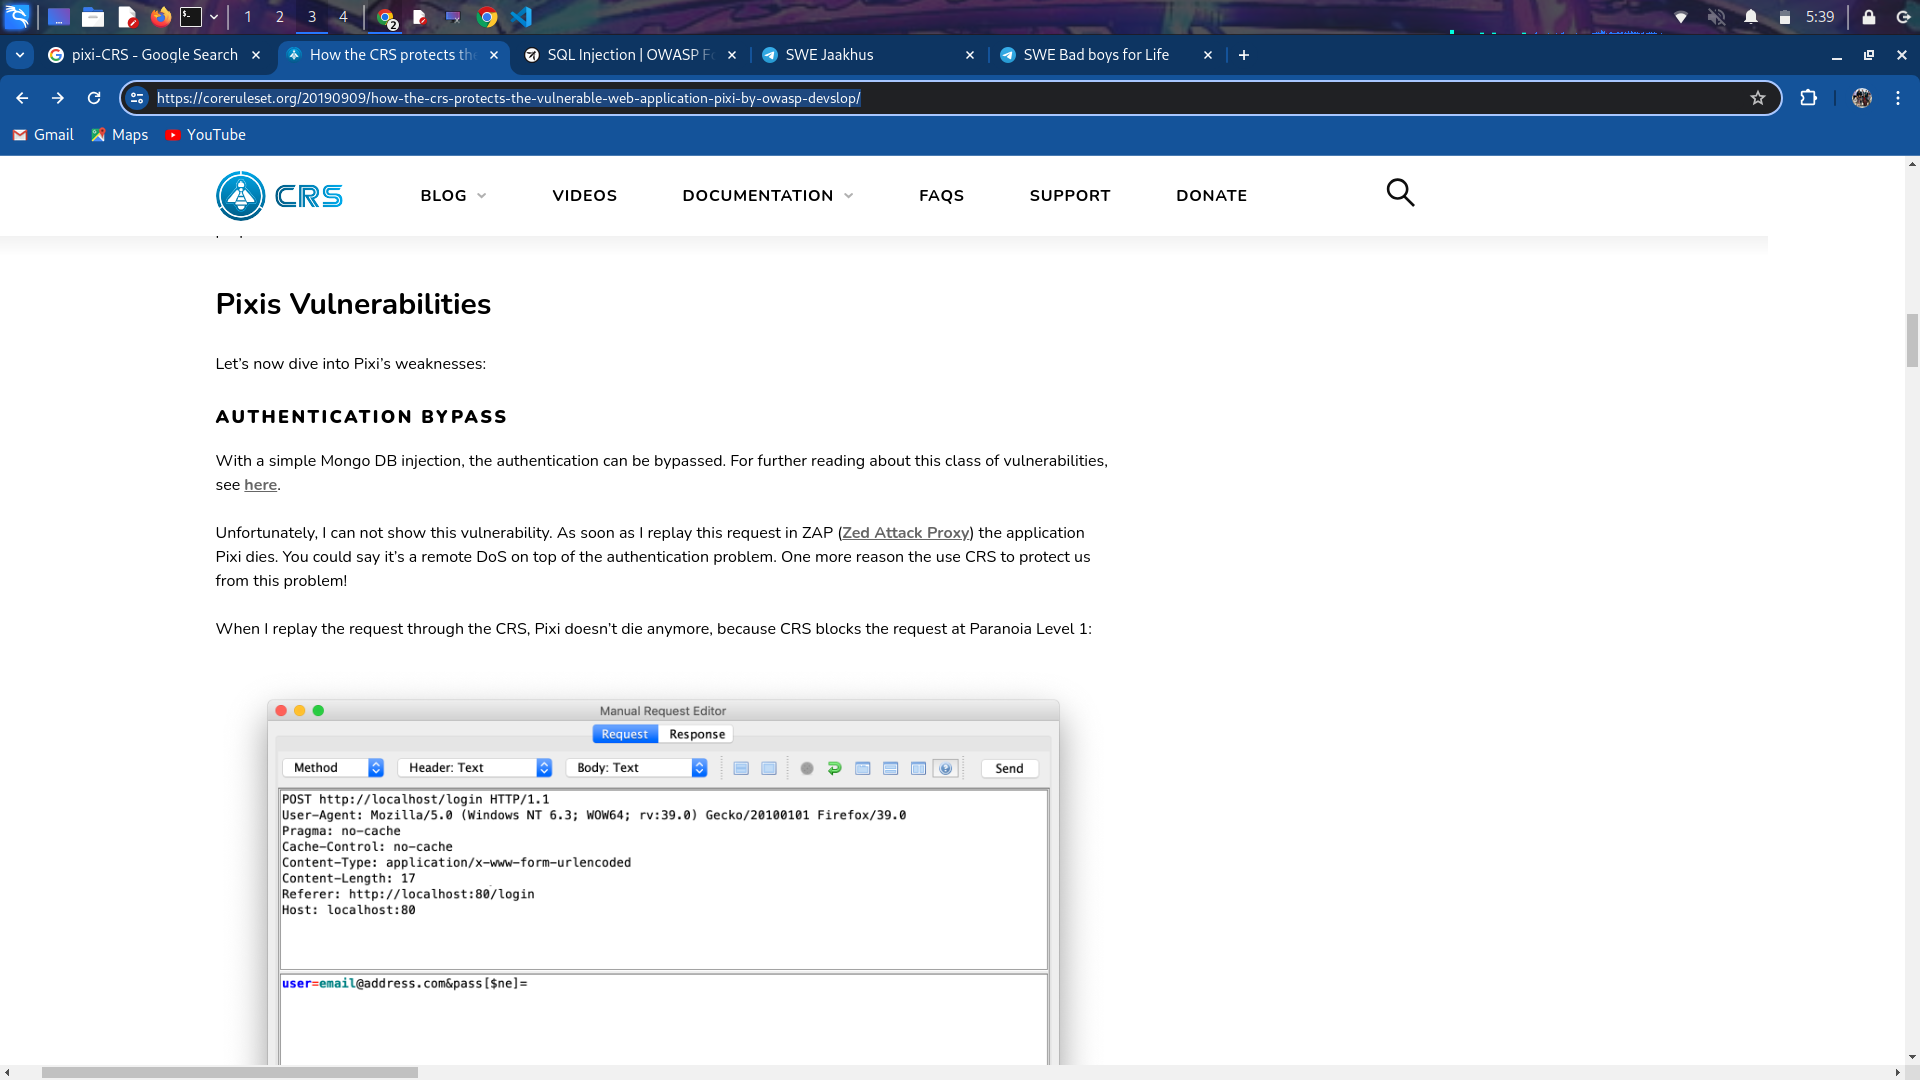 1 2 3 4 2 5:39
pixi-CRS - Google Search
How the CRS protects the
SQL Injection | OWASP Fo
SWE Jaakhus
SWE Bad boys for Life
https://coreruleset.org/20190909/how-the-crs-protects-the-vulnerable-web-application-pixi-by-owasp-devslop/
Gmail Maps YouTube
CRS BLOG VIDEOS DOCUMENTATION FAQS SUPPORT DONATE
Pixis Vulnerabilities
Let’s now dive into Pixi’s weaknesses:
AUTHENTICATION BYPASS
With a simple Mongo DB injection, the authentication can be bypassed. For further reading about this class of vulnerabilities,
see here.
Unfortunately, I can not show this vulnerability. As soon as I replay this request in ZAP (Zed Attack Proxy) the application
Pixi dies. You could say it’s a remote DoS on top of the authentication problem. One more reason the use CRS to protect us
from this problem!
When I replay the request through the CRS, Pixi doesn’t die anymore, because CRS blocks the request at Paranoia Level 1:
Manual Request Editor
Request Response
Method Header: Text Body: Text Send
POST http://localhost/login HTTP/1.1
User-Agent: Mozilla/5.0 (Windows NT 6.3; WOW64; rv:39.0) Gecko/20100101 Firefox/39.0
Pragma: no-cache
Cache-Control: no-cache
Content-Type: application/x-www-form-urlencoded
Content-Length: 17
Referer: http://localhost:80/login
Host: localhost:80
user=email@address.com&pass[$ne]=